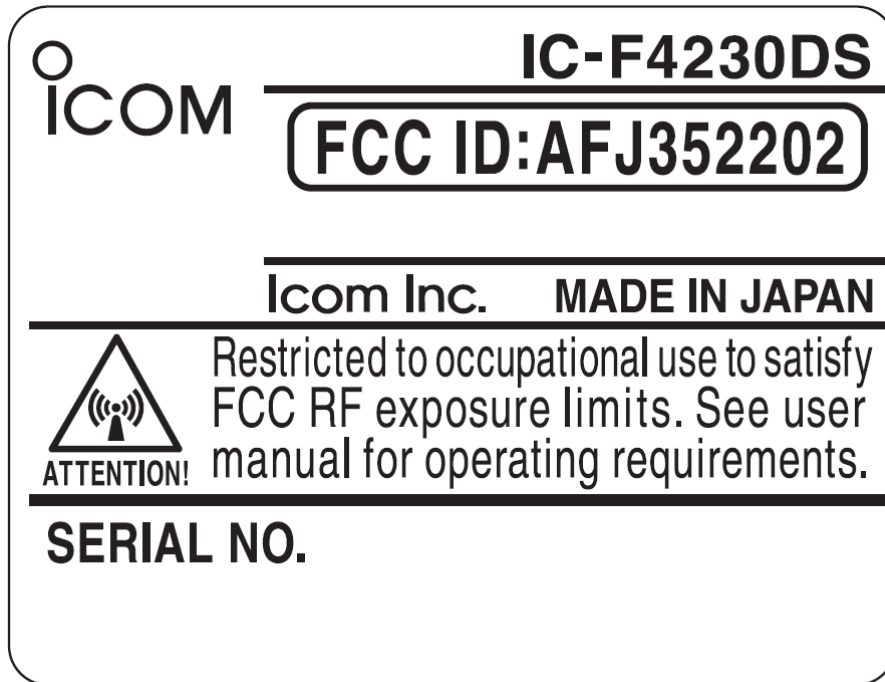 IC-F4230DS
ICOM
FCC ID:AFJ352202
Icom Inc. MADE IN JAPAN
Restricted to occupational use to satisfy
FCC RF exposure limits. See user
manual for operating requirements.
ATTENTION!
SERIAL NO.